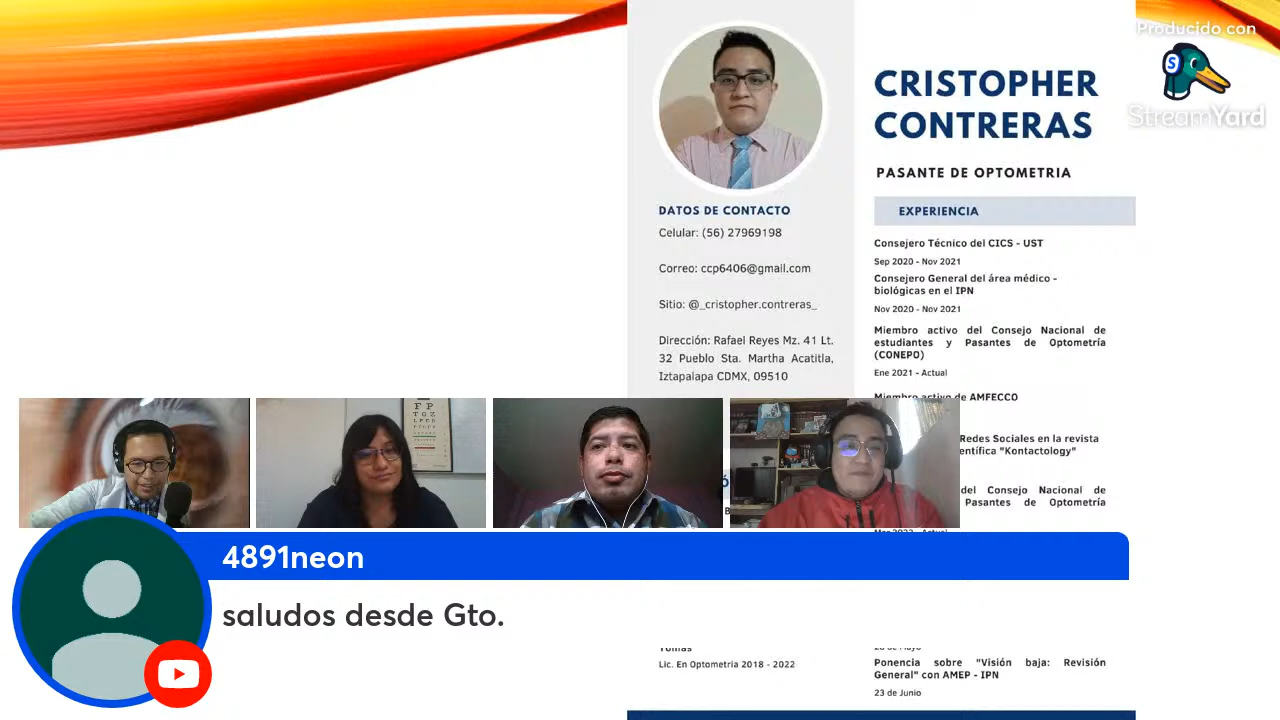 Producido con
StreamYard
CRISTOPHER
CONTRERAS
PASANTE DE OPTOMETRIA
DATOS DE CONTACTO
Celular: (56) 27969198
Correo: ccp6406@gmail.com
Sitio: @_cristopher.contreras_
Dirección: Rafael Reyes Mz. 41 Lt.
32 Pueblo Sta. Martha Acatitla,
Iztapalapa CDMX, 09510
EXPERIENCIA
Consejero Técnico del CICS - UST
Sep 2020 - Nov 2021
Consejero General del área médico -
biológicas en el IPN
Nov 2020 - Nov 2021
Miembro activo del Consejo Nacional de
estudiantes y Pasantes de Optometría
(CONEPO)
Ene 2021 - Actual
Miembro activo de AMFECCO
Redes Sociales en la revista
entífica "Kontactology"
del Consejo Nacional de
Pasantes de Optometría
4891neon
saludos desde Gto.
Lic. En Optometria 2018 - 2022
Ponencia sobre "Visión baja: Revisión
General" con AMEP - IPN
23 de Junio